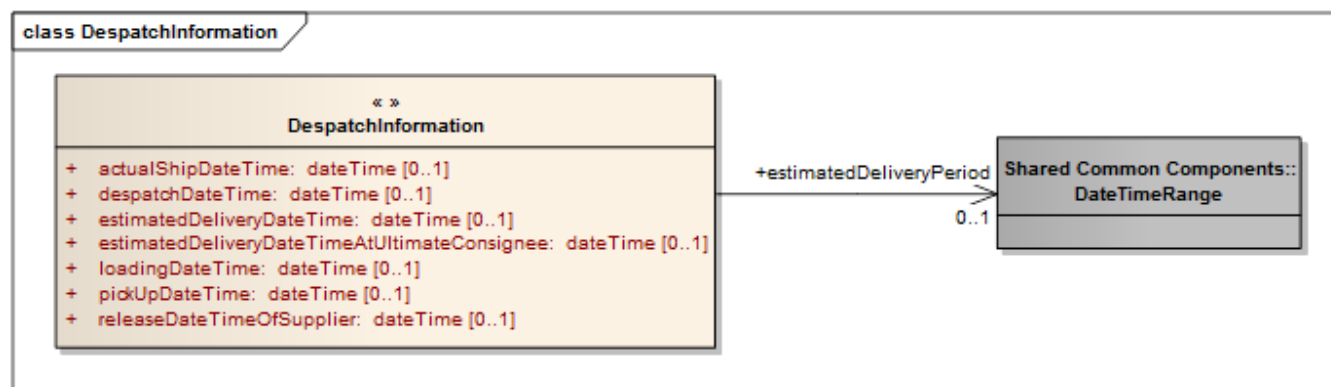 class DespatchInformation
« »
DespatchInformation
+ actualShipDateTime: dateTime [0..1]
+ despatchDateTime: dateTime [0..1]
+ estimatedDeliveryDateTime: dateTime [0..1]
+ estimatedDeliveryDateTimeAtUltimateConsignee: dateTime [0..1]
+ loadingDateTime: dateTime [0..1]
+ pickUpDateTime: dateTime [0..1]
+ releaseDateTimeOfSupplier: dateTime [0..1]
+estimatedDeliveryPeriod
0..1
Shared Common Components::
DateTimeRange